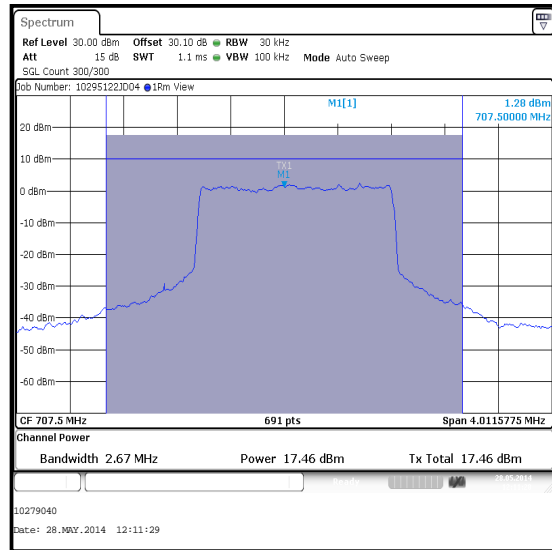 Spectrum
Ref Level 30.00 dBm Offset 30.10 dB RBW 30 kHz
Att 15 dB SWT 1.1 ms VBW 100 kHz Mode Auto Sweep
SGL Count 300/300
Job Number: 10295122JD04 1Rm View
M1[1] 1.28 dBm
707.50000 MHz
20 dBm
10 dBm
TX1
M1
0 dBm
-10 dBm
-20 dBm
-30 dBm
-40 dBm
-50 dBm
-60 dBm
CF 707.5 MHz 691 pts Span 4.0115775 MHz
Channel Power
Bandwidth 2.67 MHz Power 17.46 dBm Tx Total 17.46 dBm
Ready 28.05.2014
10279040
Date: 28.MAY.2014 12:11:29